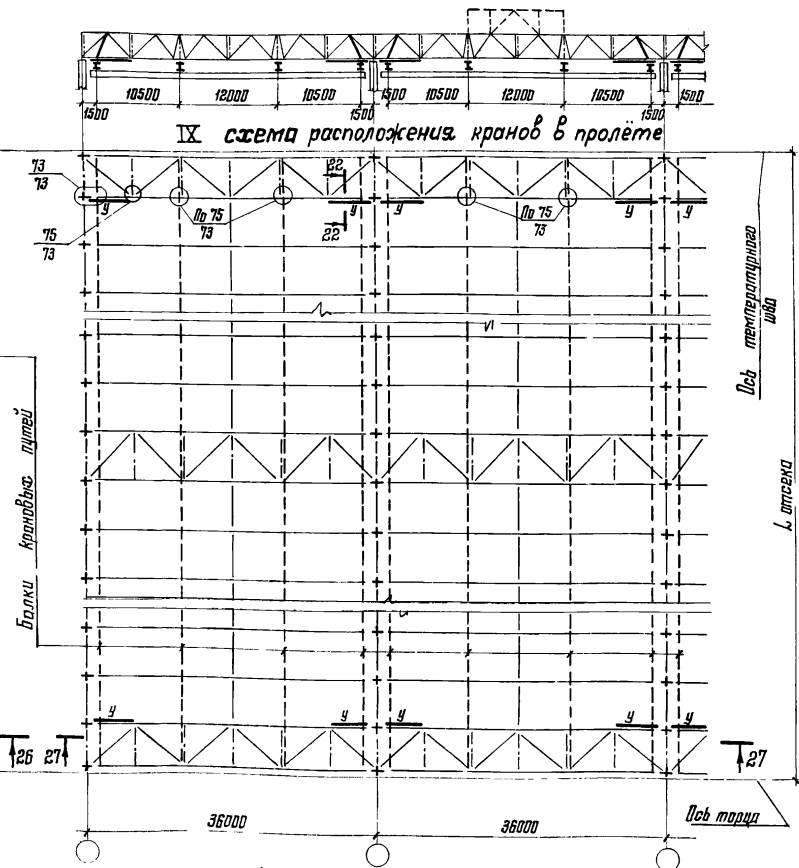 1500 10500 12000 10500 1500 1500 10500 12000 10500 1500 1500
IX схема расположения кранов в пролёте
73
73
75
73
По 75
73
22
22
По 75
73
у у у у у
Ось температурного
шва
Балки крановых путей
L отсека
у у у у у
26 27 27
Ось торца
36000 36000